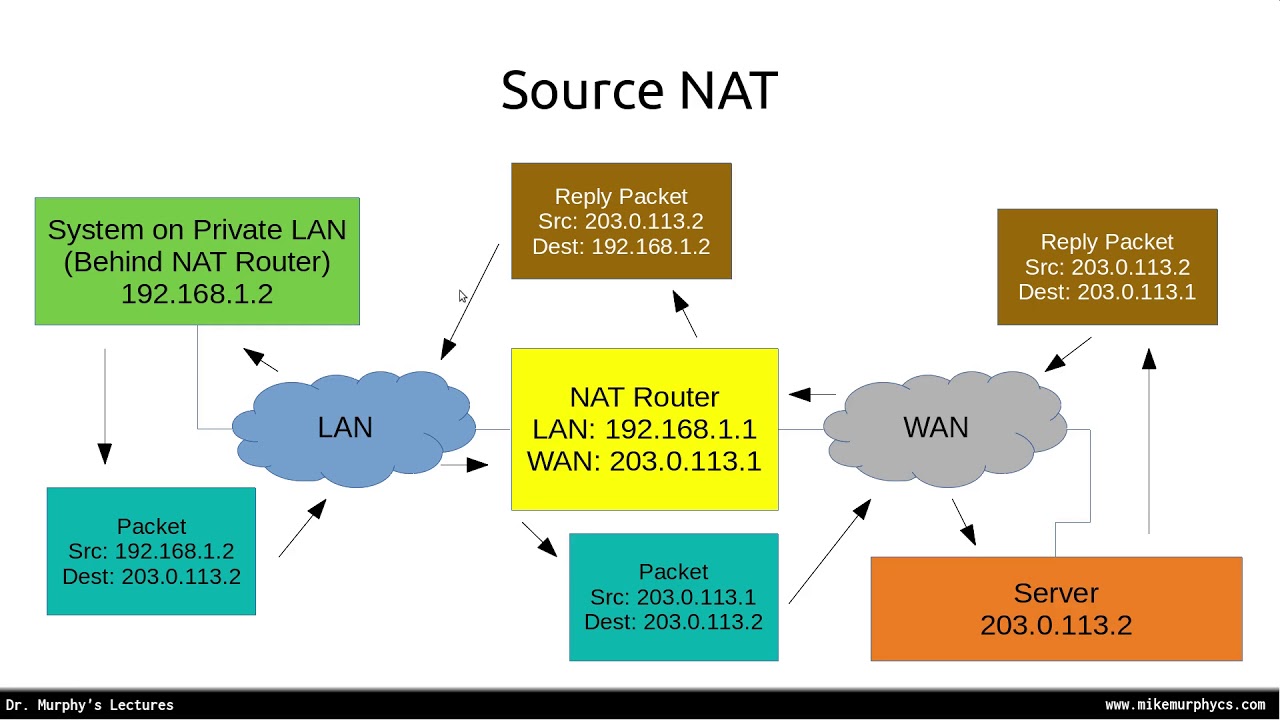 Source NAT
System on Private LAN
(Behind NAT Router)
192.168.1.2
Reply Packet
Src: 203.0.113.2
Dest: 192.168.1.2
Reply Packet
Src: 203.0.113.2
Dest: 203.0.113.1
LAN
NAT Router
LAN: 192.168.1.1
WAN: 203.0.113.1
WAN
Packet
Src: 192.168.1.2
Dest: 203.0.113.2
Packet
Src: 203.0.113.1
Dest: 203.0.113.2
Server
203.0.113.2
Dr. Murphy's Lectures
www.mikemurphycs.com